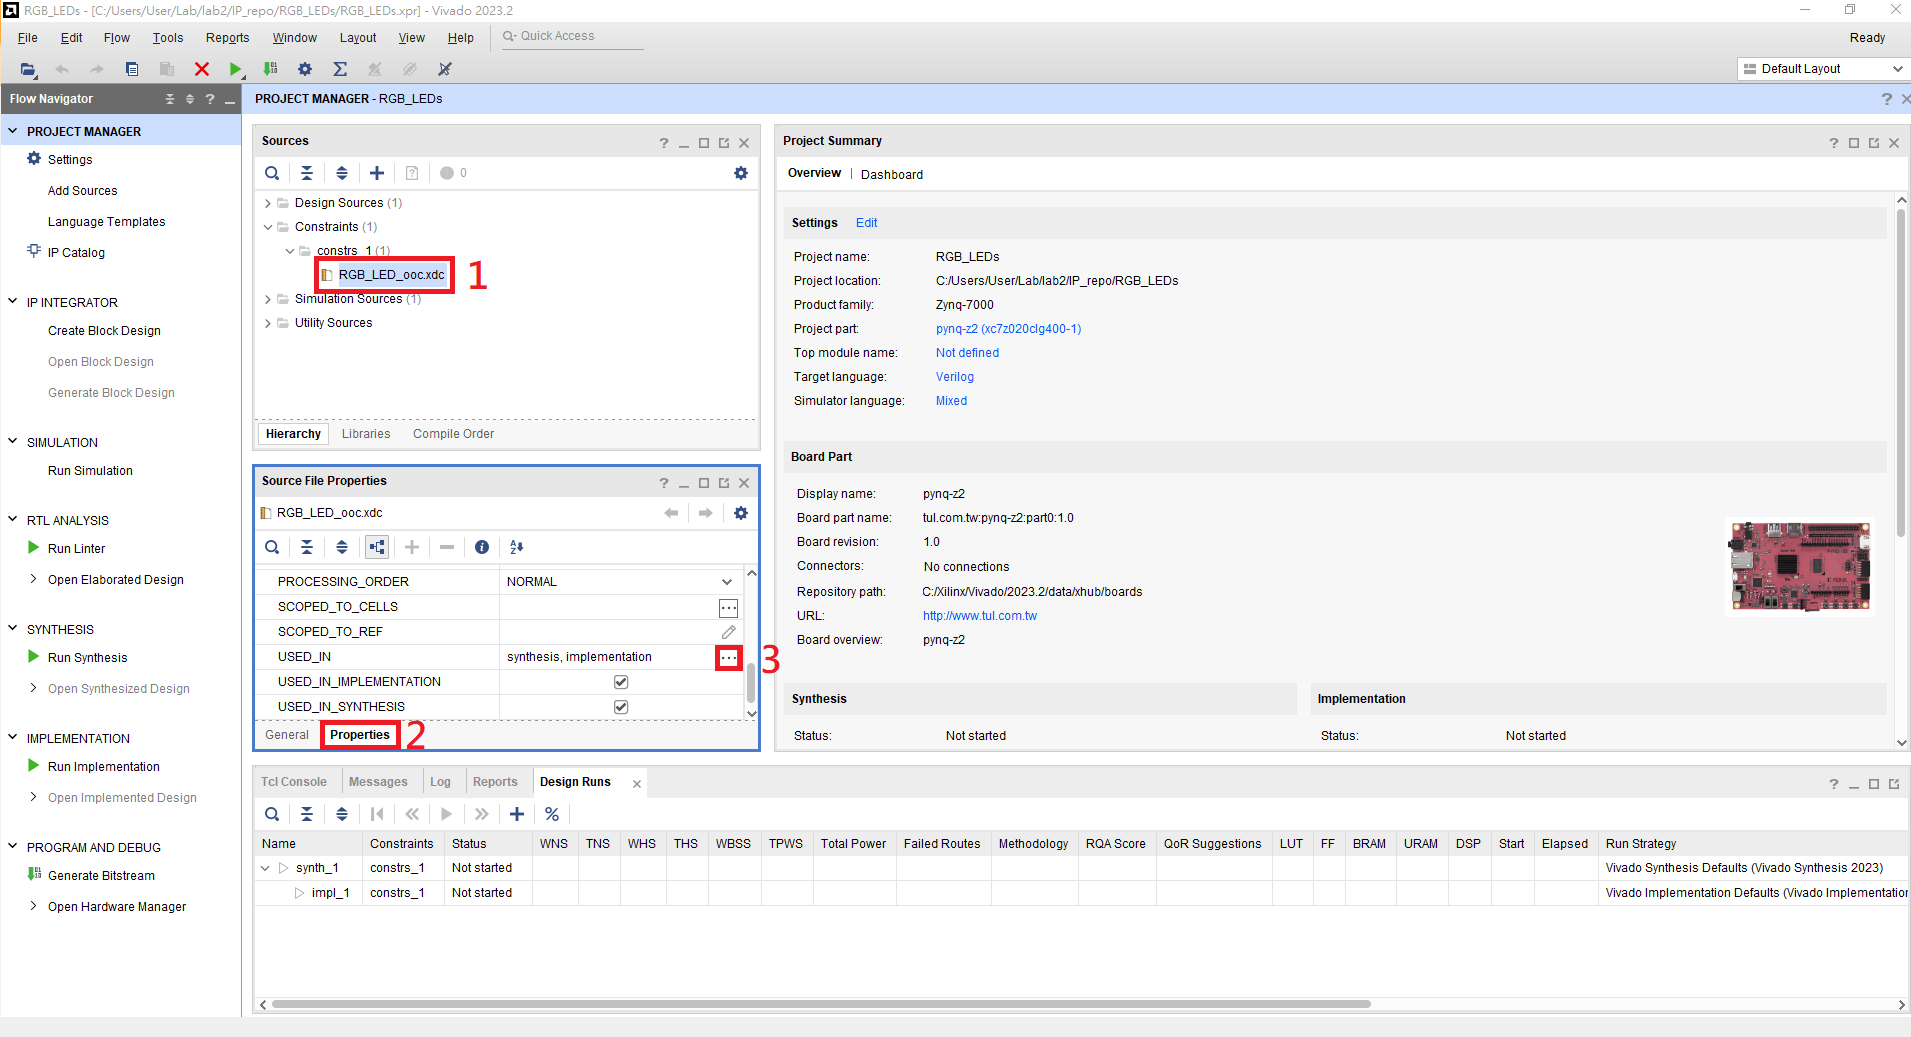 RGB_LEDs - [C:/Users/User/Lab/lab2/IP_repo/RGB_LEDs/RGB_LEDs.xpr] - Vivado 2023.2
File Edit Flow Tools Reports Window Layout View Help Quick Access Ready
Default Layout
Flow Navigator
PROJECT MANAGER
Settings
Add Sources
Language Templates
IP Catalog
IP INTEGRATOR
Create Block Design
Open Block Design
Generate Block Design
SIMULATION
Run Simulation
RTL ANALYSIS
Run Linter
Open Elaborated Design
SYNTHESIS
Run Synthesis
Open Synthesized Design
IMPLEMENTATION
Run Implementation
Open Implemented Design
PROGRAM AND DEBUG
Generate Bitstream
Open Hardware Manager
PROJECT MANAGER - RGB_LEDs
Sources
0
Design Sources (1)
Constraints (1)
constrs_1 (1)
RGB_LED_ooc.xdc 1
Simulation Sources (1)
Utility Sources
Hierarchy Libraries Compile Order
Source File Properties
RGB_LED_ooc.xdc
PROCESSING_ORDER NORMAL
SCOPED_TO_CELLS
SCOPED_TO_REF
USED_IN synthesis, implementation 3
USED_IN_IMPLEMENTATION
USED_IN_SYNTHESIS
General Properties 2
Project Summary
Overview | Dashboard
Settings Edit
Project name: RGB_LEDs
Project location: C:/Users/User/Lab/lab2/IP_repo/RGB_LEDs
Product family: Zynq-7000
Project part: pynq-z2 (xc7z020clg400-1)
Top module name: Not defined
Target language: Verilog
Simulator language: Mixed
Board Part
Display name: pynq-z2
Board part name: tul.com.tw:pynq-z2:part0:1.0
Board revision: 1.0
Connectors: No connections
Repository path: C:/Xilinx/Vivado/2023.2/data/xhub/boards
URL: http://www.tul.com.tw
Board overview: pynq-z2
Synthesis Implementation
Status: Not started Status: Not started
Tcl Console Messages Log Reports Design Runs
Name Constraints Status WNS TNS WHS THS WBSS TPWS Total Power Failed Routes Methodology RQA Score QoR Suggestions LUT FF BRAM URAM DSP Start Elapsed Run Strategy
synth_1 constrs_1 Not started Vivado Synthesis Defaults (Vivado Synthesis 2023)
impl_1 constrs_1 Not started Vivado Implementation Defaults (Vivado Implementation